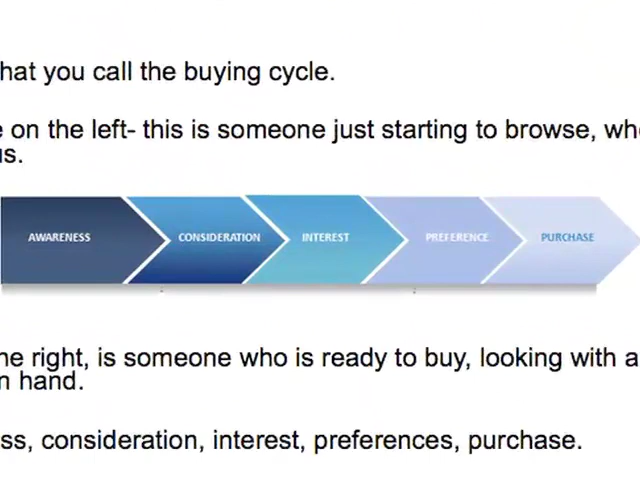 hat you call the buying cycle.
e on the left- this is someone just starting to browse, who
us.
AWARENESS CONSIDERATION INTEREST PREFERENCE PURCHASE
he right, is someone who is ready to buy, looking with a
n hand.
ss, consideration, interest, preferences, purchase.